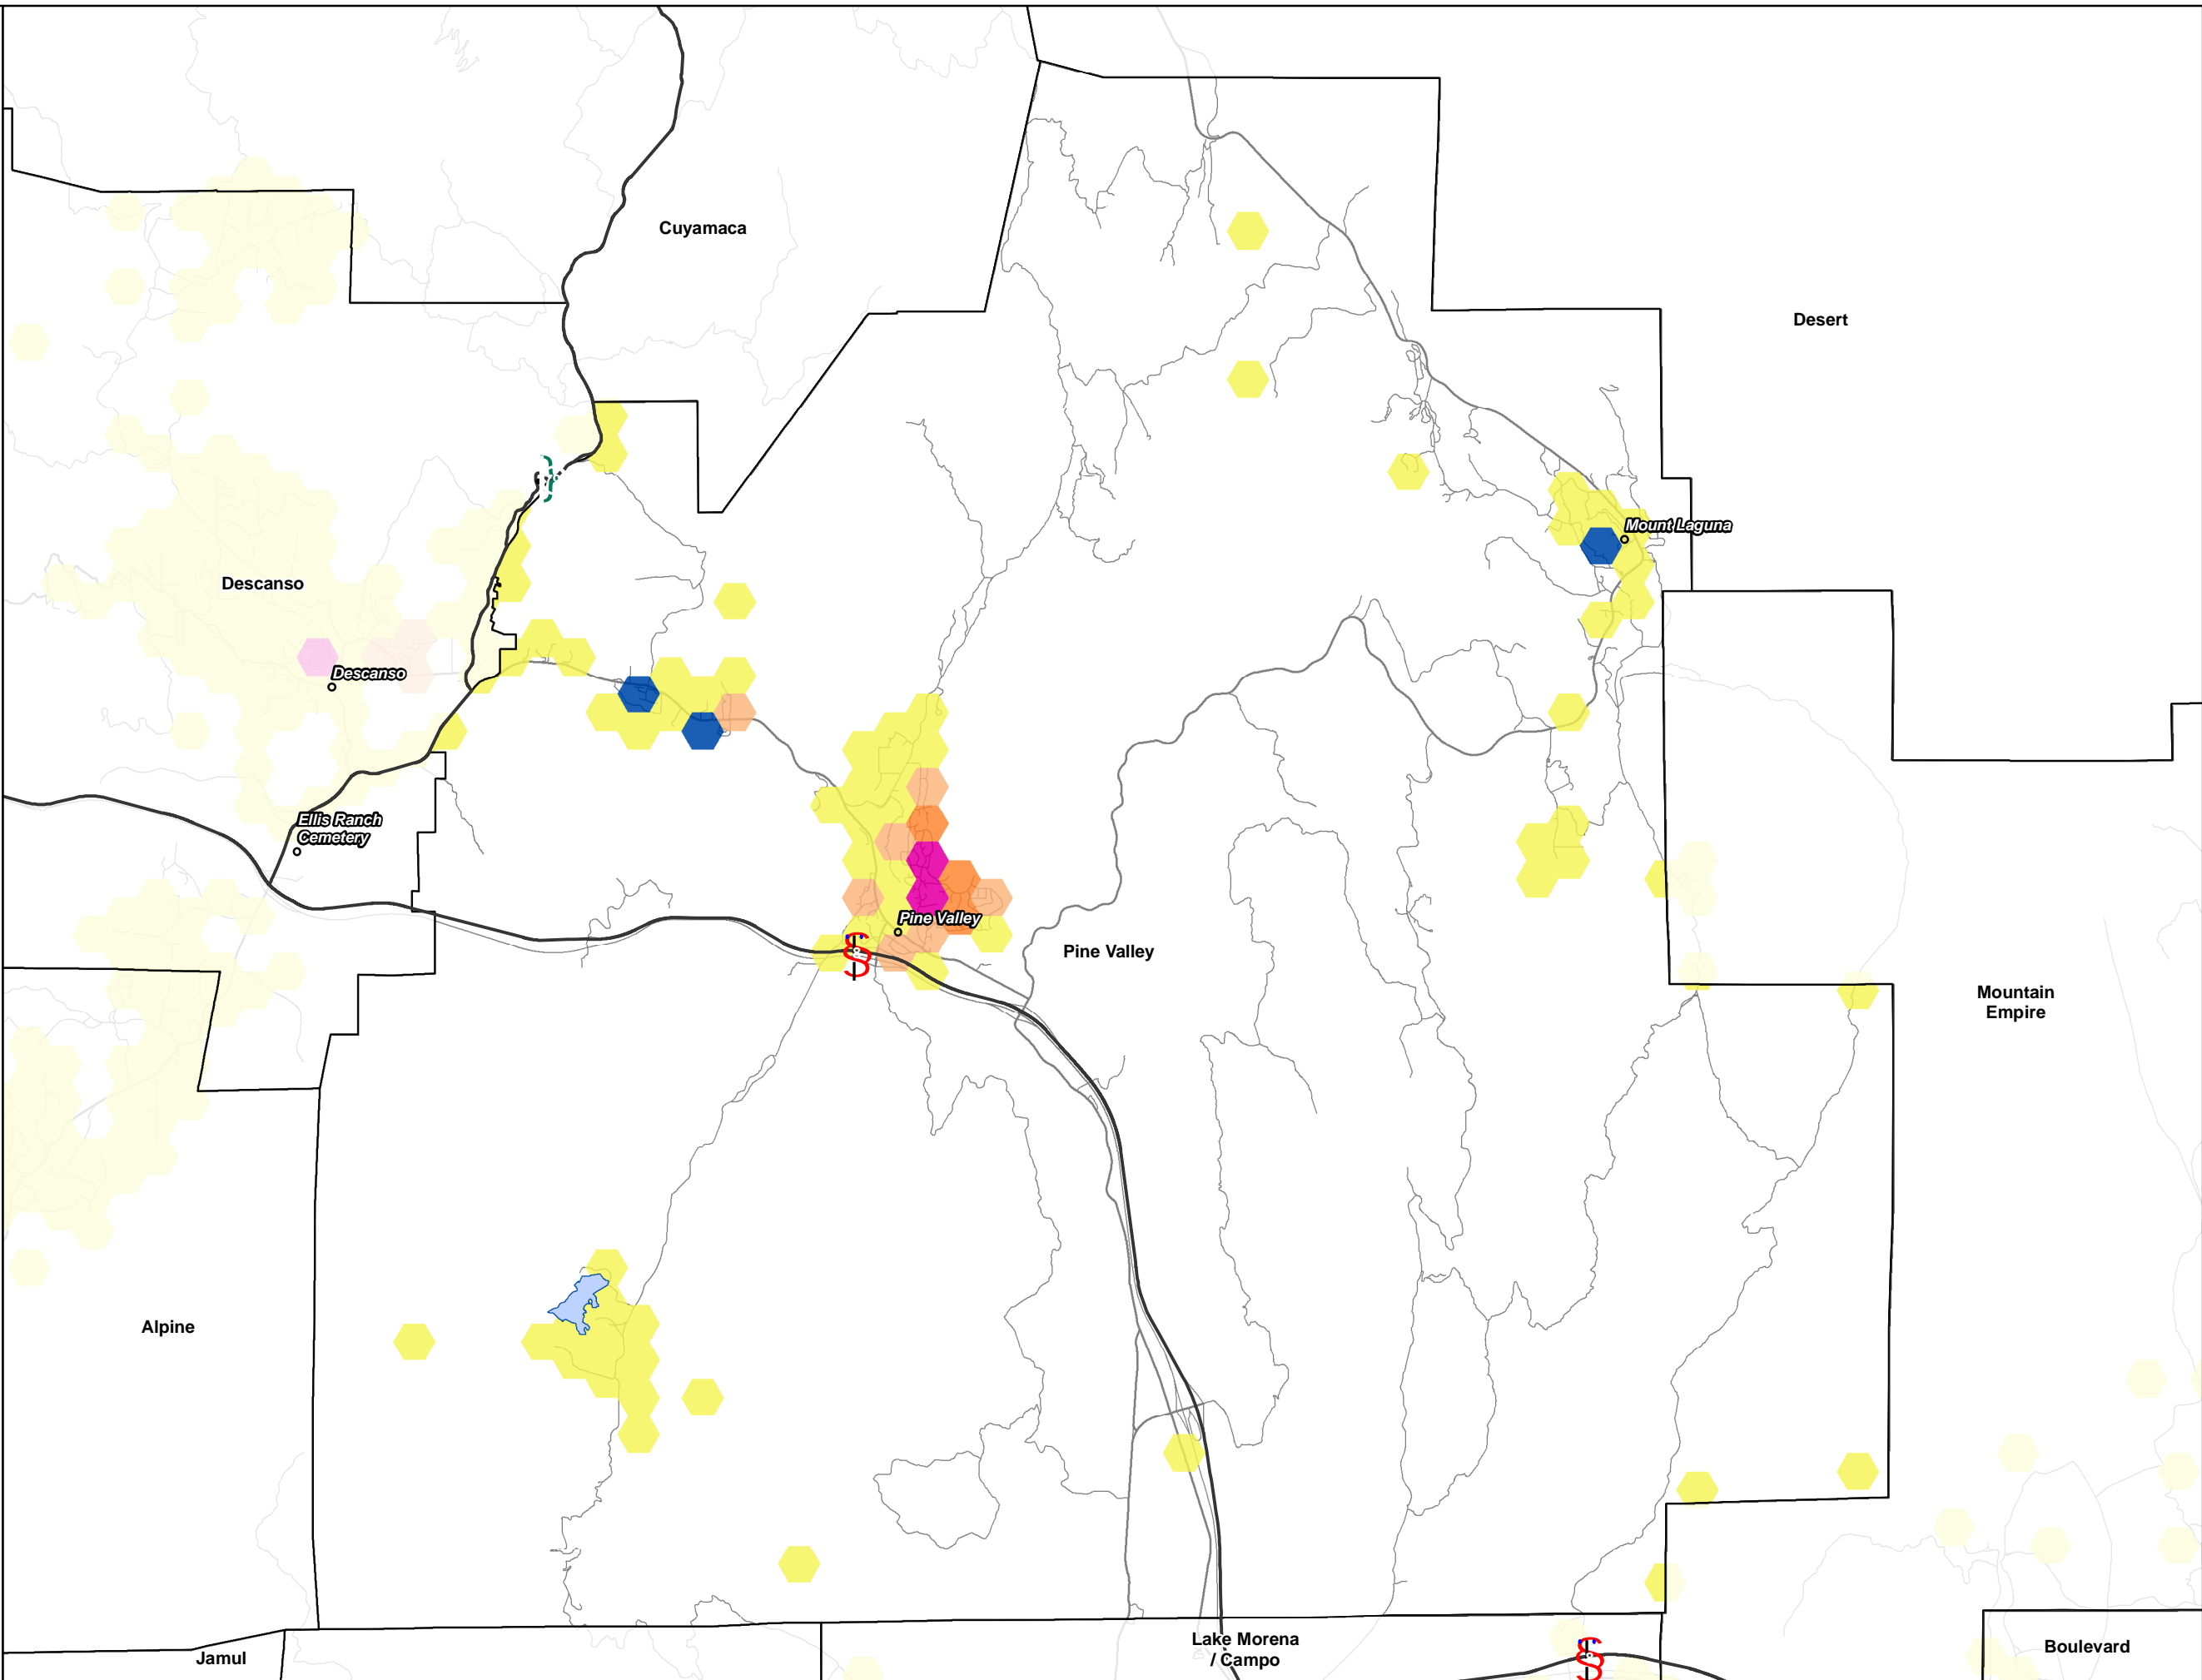 Cuyamaca
Desert
Mount Laguna
Descanso
Descanso
Ellis Ranch
Cemetery
Pine Valley
Pine Valley
Mountain
Empire
Alpine
Lake Morena
/ Campo
Boulevard
Jamul